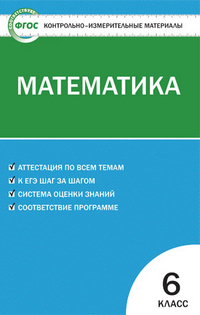 СООТВЕТСТВУЕТ
ФГОС
КОНТРОЛЬНО-ИЗМЕРИТЕЛЬНЫЕ МАТЕРИАЛЫ
МАТЕМАТИКА
АТТЕСТАЦИЯ ПО ВСЕМ ТЕМАМ
К ЕГЭ ШАГ ЗА ШАГОМ
СИСТЕМА ОЦЕНКИ ЗНАНИЙ
СООТВЕТСТВИЕ ПРОГРАММЕ
6
КЛАСС